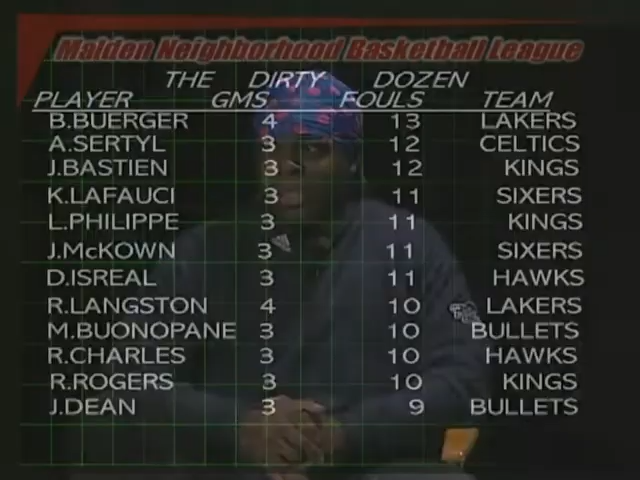 Malden Neighborhood Basketball League
THE DIRTY DOZEN
PLAYER GMS FOULS TEAM
B.BUERGER 4 13 LAKERS
A.SERTYL 3 12 CELTICS
J.BASTIEN 3 12 KINGS
K.LAFAUCI 3 11 SIXERS
L.PHILIPPE 3 11 KINGS
J.McKOWN 3 11 SIXERS
D.ISREAL 3 11 HAWKS
R.LANGSTON 4 10 LAKERS
M.BUONOPANE 3 10 BULLETS
R.CHARLES 3 10 HAWKS
R.ROGERS 3 10 KINGS
J.DEAN 3 9 BULLETS